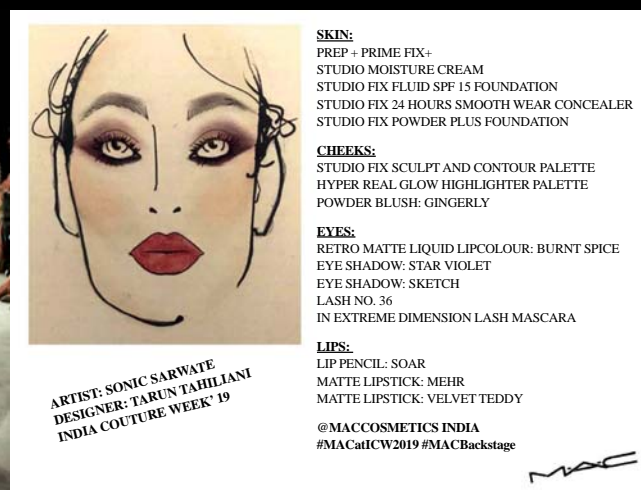 SKIN:
PREP + PRIME FIX+
STUDIO MOISTURE CREAM
STUDIO FIX FLUID SPF 15 FOUNDATION
STUDIO FIX 24 HOURS SMOOTH WEAR CONCEALER
STUDIO FIX POWDER PLUS FOUNDATION
CHEEKS:
STUDIO FIX SCULPT AND CONTOUR PALETTE
HYPER REAL GLOW HIGHLIGHTER PALETTE
POWDER BLUSH: GINGERLY
EYES:
RETRO MATTE LIQUID LIPCOLOUR: BURNT SPICE
EYE SHADOW: STAR VIOLET
EYE SHADOW: SKETCH
LASH NO. 36
IN EXTREME DIMENSION LASH MASCARA
LIPS:
LIP PENCIL: SOAR
MATTE LIPSTICK: MEHR
MATTE LIPSTICK: VELVET TEDDY
@MACCOSMETICS INDIA
#MACatICW2019 #MACBackstage
ARTIST: SONIC SARWATE
DESIGNER: TARUN TAHILIANI
INDIA COUTURE WEEK’ 19
MAC